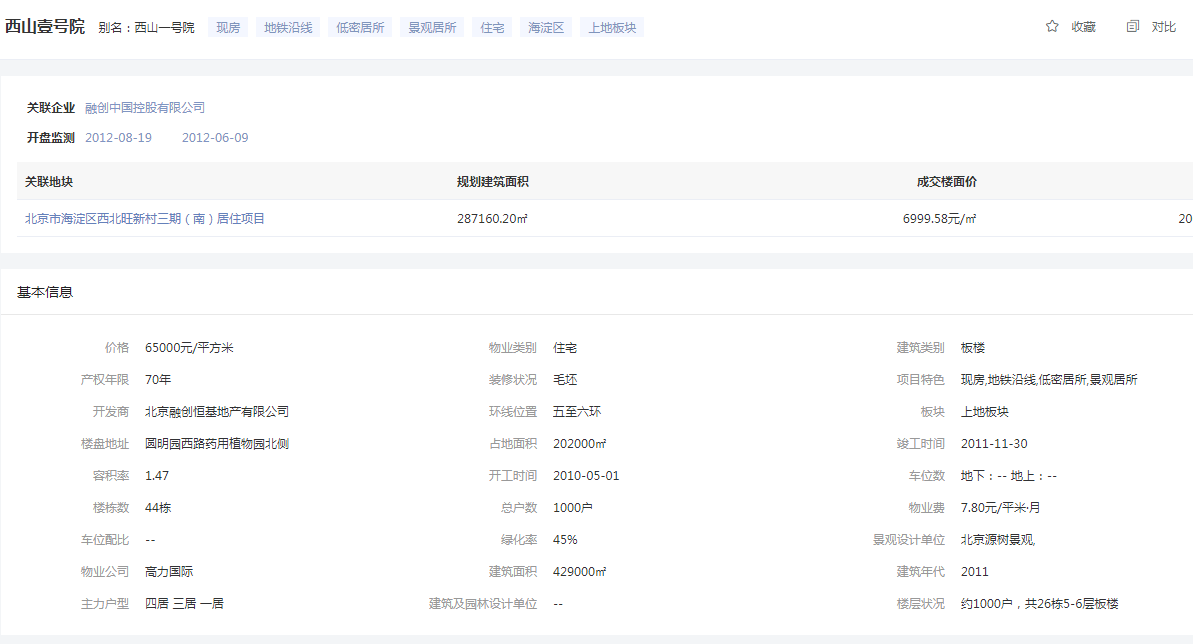 西山壹号院 别名：西山一号院 现房 地铁沿线 低密居所 景观居所 住宅 海淀区 上地板块 收藏 对比
关联企业 融创中国控股有限公司
开盘监测 2012-08-19 2012-06-09
关联地块 规划建筑面积 成交楼面价
北京市海淀区西北旺新村三期（南）居住项目 287160.20㎡ 6999.58元/㎡ 20
基本信息
价格 65000元/平方米 物业类别 住宅 建筑类别 板楼
产权年限 70年 装修状况 毛坯 项目特色 现房,地铁沿线,低密居所,景观居所
开发商 北京融创恒基地产有限公司 环线位置 五至六环 板块 上地板块
楼盘地址 圆明园西路药用植物园北侧 占地面积 202000㎡ 竣工时间 2011-11-30
容积率 1.47 开工时间 2010-05-01 车位数 地下：-- 地上：--
楼栋数 44栋 总户数 1000户 物业费 7.80元/平米·月
车位配比 -- 绿化率 45% 景观设计单位 北京源树景观,
物业公司 高力国际 建筑面积 429000㎡ 建筑年代 2011
主力户型 四居 三居 一居 建筑及园林设计单位 -- 楼层状况 约1000户，共26栋5-6层板楼